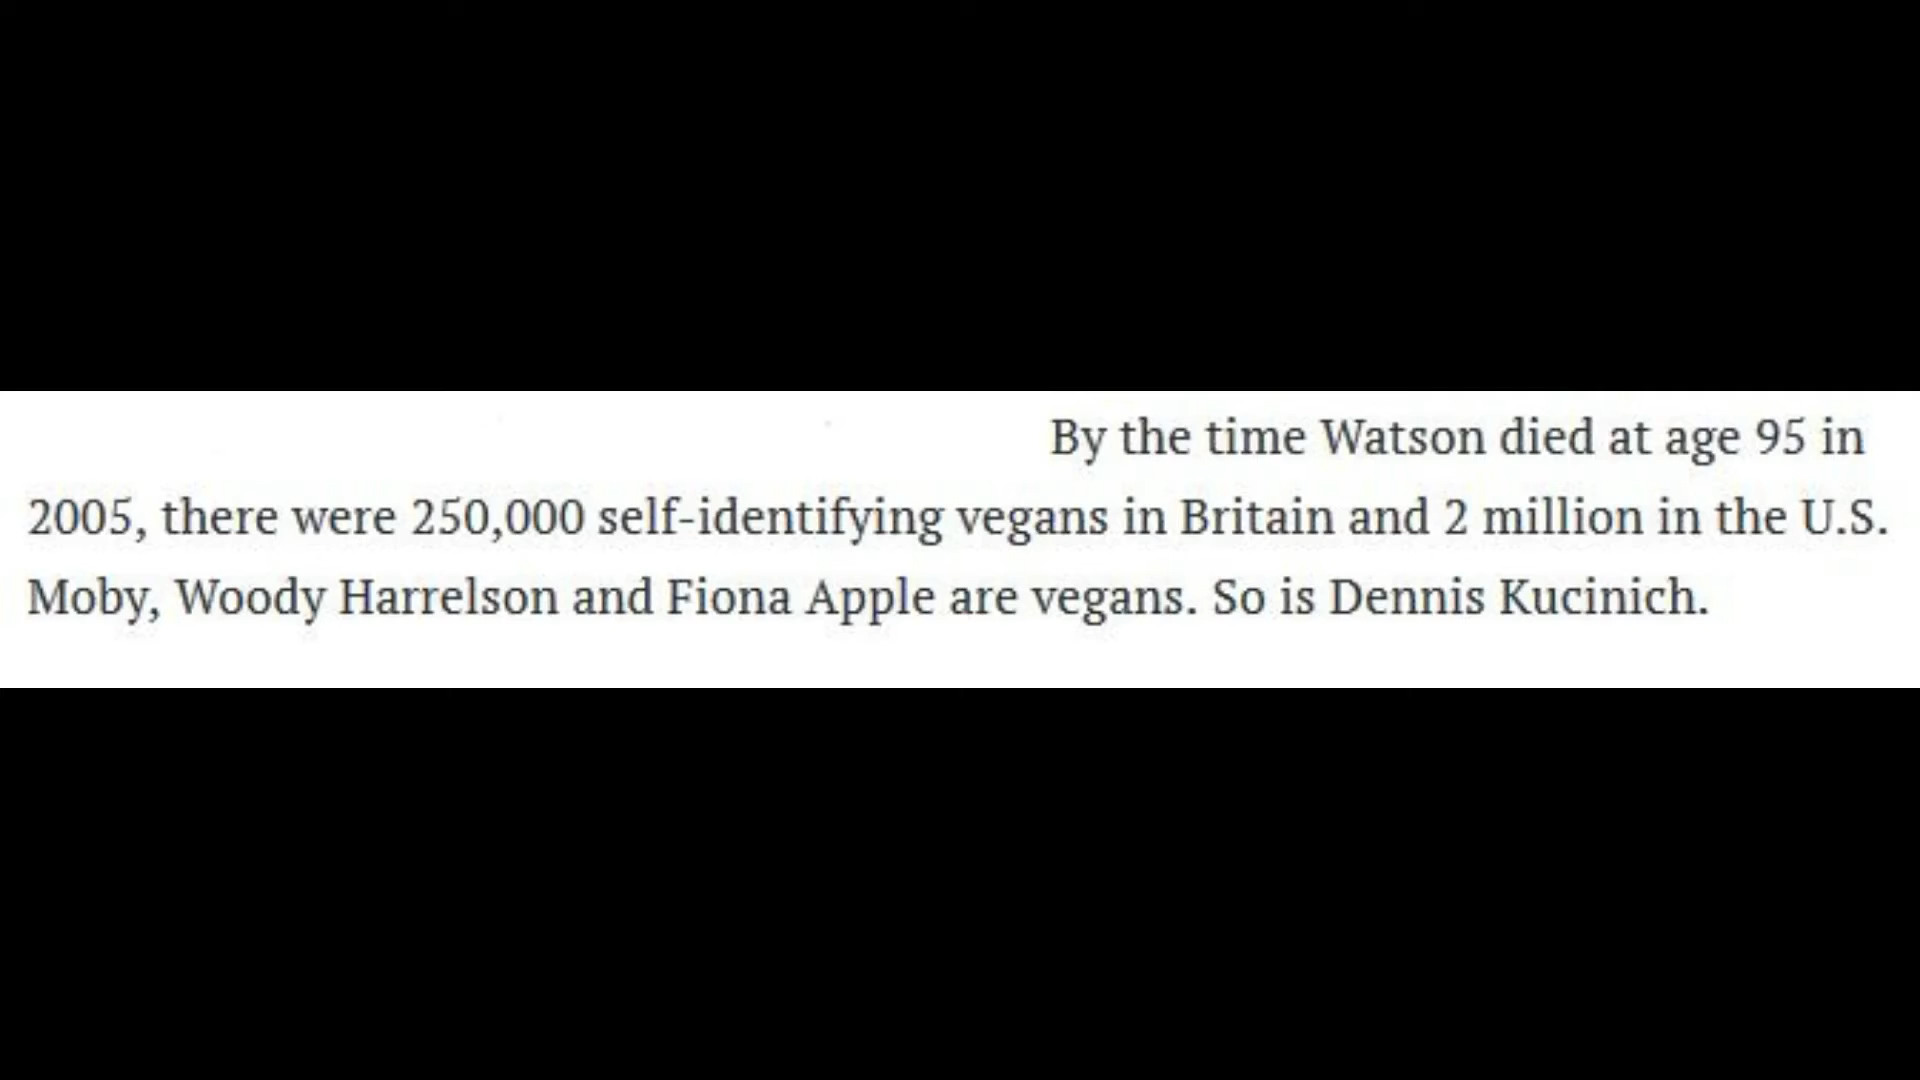 By the time Watson died at age 95 in
2005, there were 250,000 self-identifying vegans in Britain and 2 million in the U.S.
Moby, Woody Harrelson and Fiona Apple are vegans. So is Dennis Kucinich.